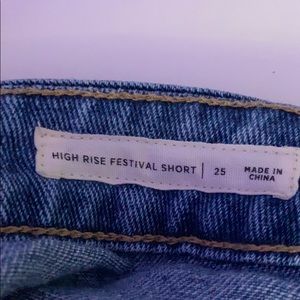 HIGH RISE FESTIVAL SHORT | 25 MADE IN
CHINA